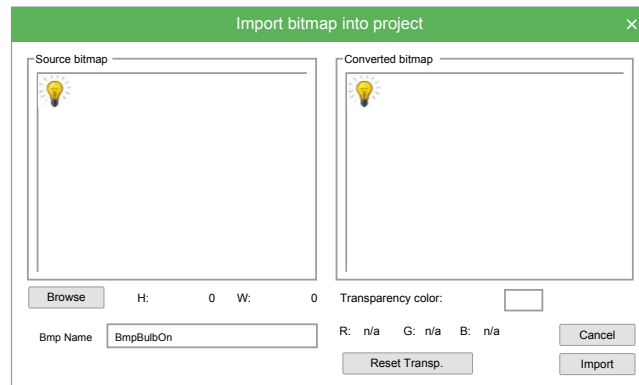 Import bitmap into project
Source bitmap
Converted bitmap
Browse H: 0 W: 0
Transparency color:
Bmp Name BmpBulbOn
R: n/a G: n/a B: n/a
Cancel
Reset Transp.
Import